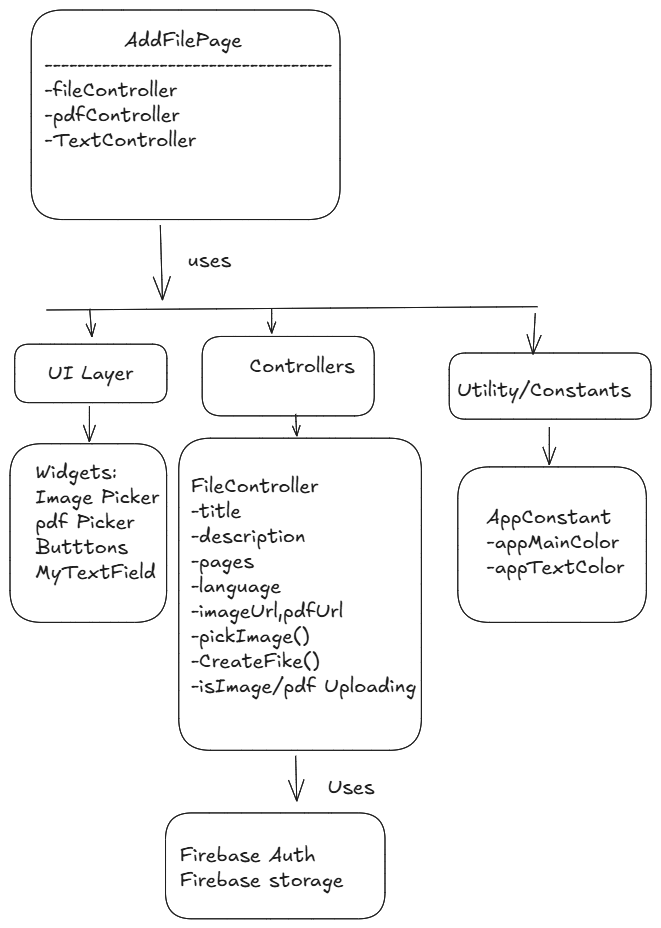 AddFilePage
-fileController
-pdfController
-TextController
uses
UI Layer
Controllers
Utility/Constants
Widgets:
Image Picker
pdf Picker
Butttons
MyTextField
FileController
-title
-description
-pages
-language
-imageUrl,pdfUrl
-pickImage()
-CreateFike()
-isImage/pdf Uploading
AppConstant
-appMainColor
-appTextColor
Uses
Firebase Auth
Firebase storage